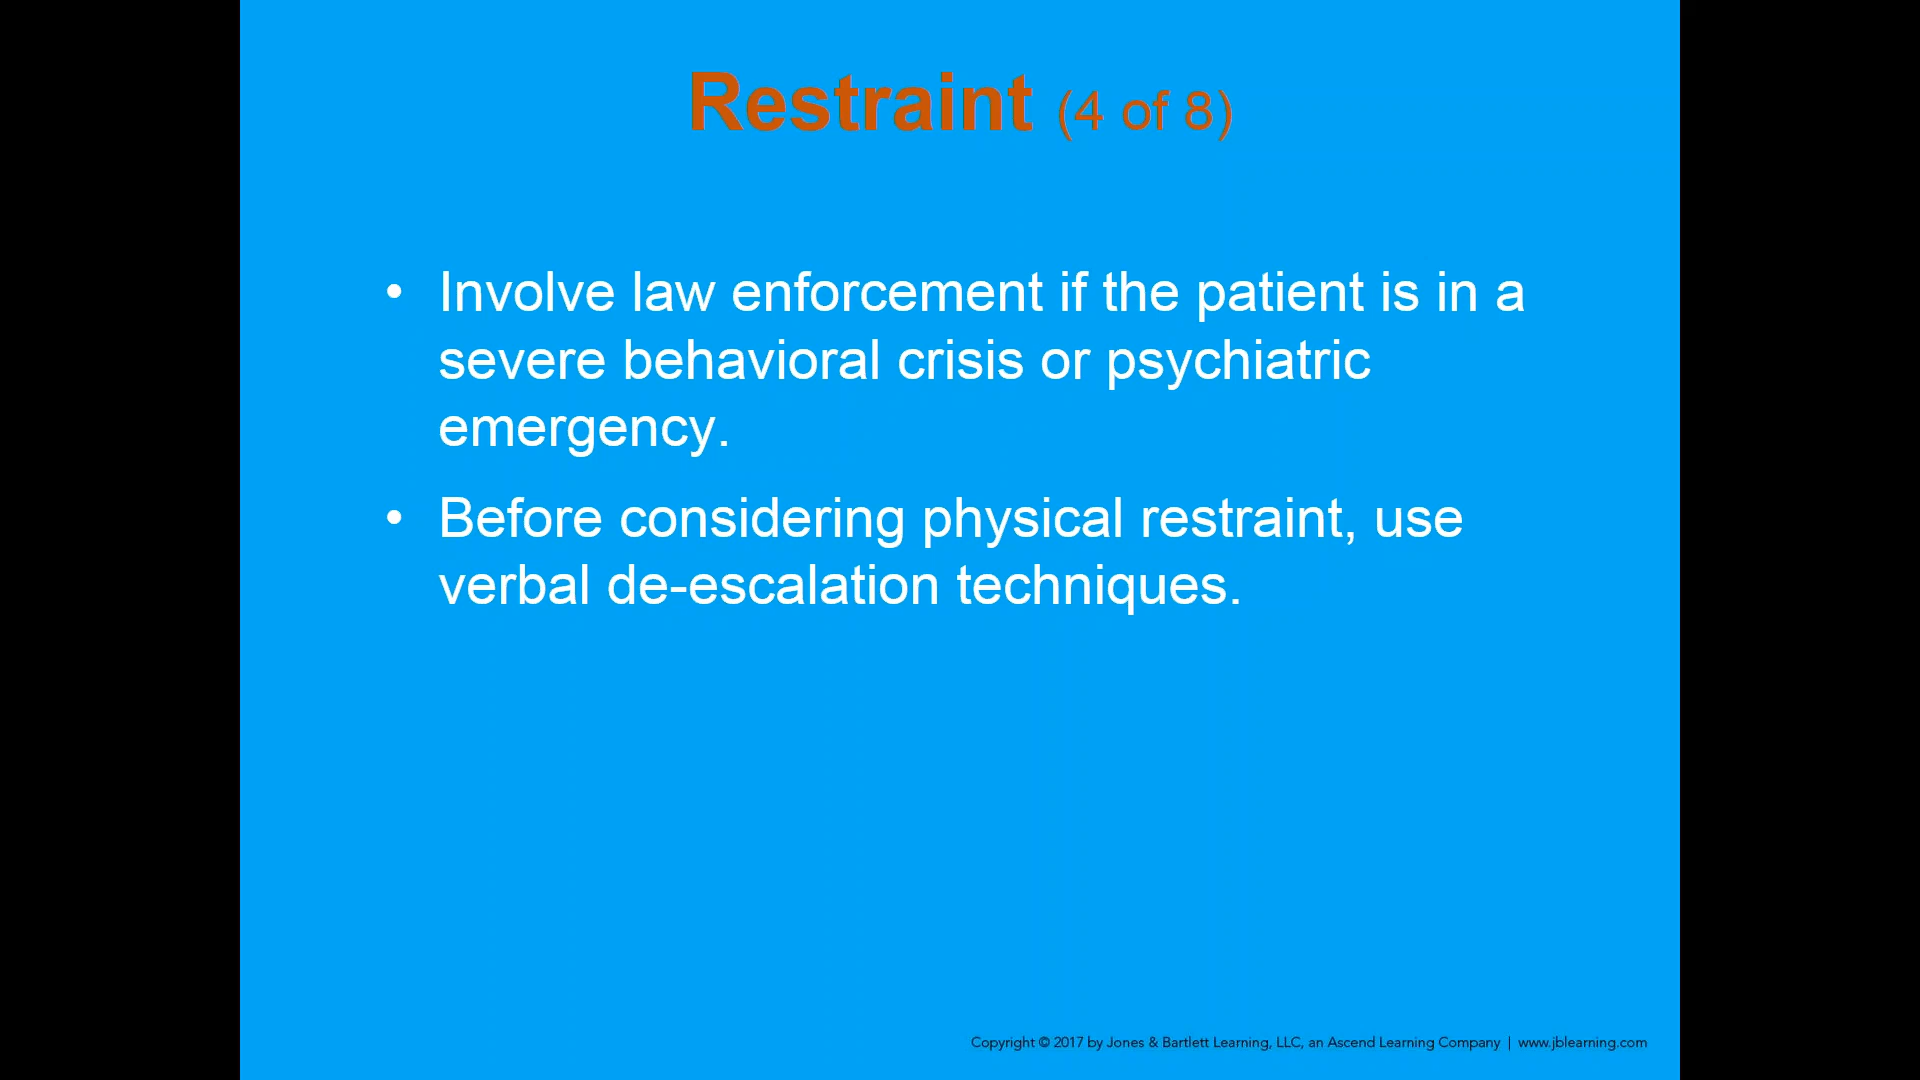 Restraint (4 of 8)
• Involve law enforcement if the patient is in a
severe behavioral crisis or psychiatric
emergency.
• Before considering physical restraint, use
verbal de-escalation techniques.
Copyright © 2017 by Jones & Bartlett Learning, LLC, an Ascend Learning Company | www.jblearning.com